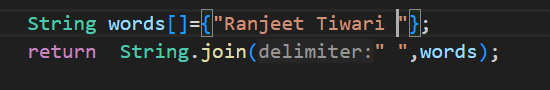 String words[]={"Ranjeet Tiwari "};
return  String.join(delimiter:" ",words);